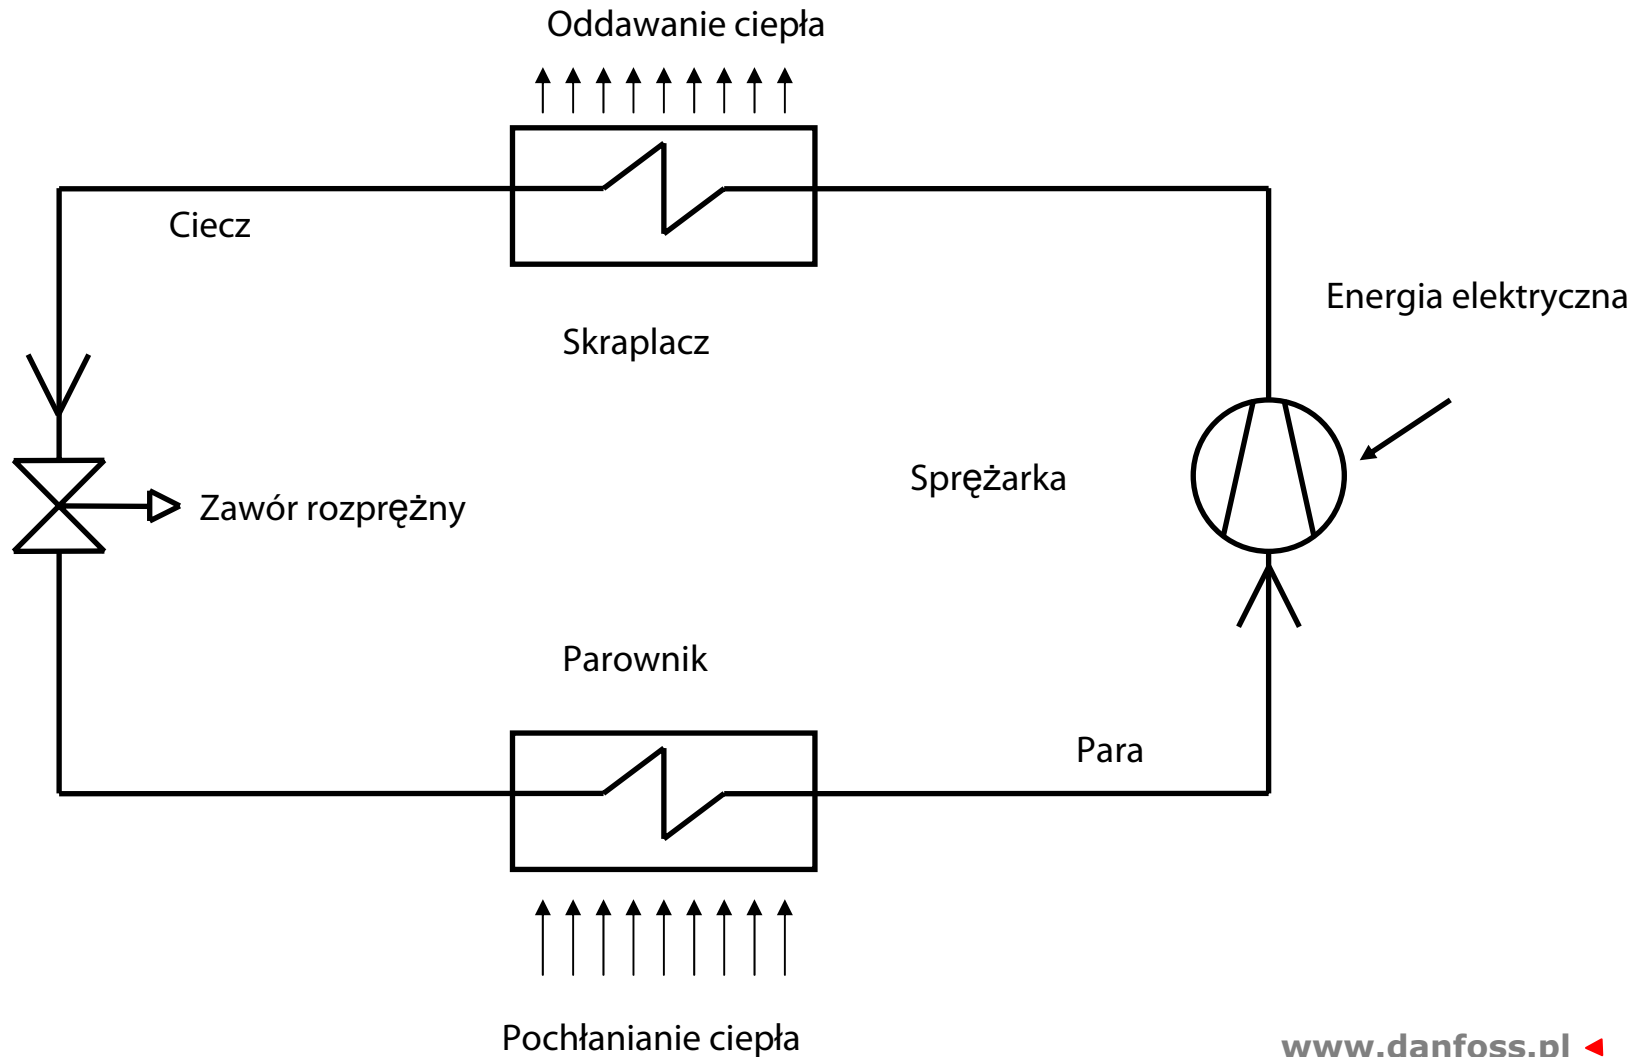 Oddawanie ciepła
Ciecz
Energia elektryczna
Skraplacz
Sprężarka
Zawór rozprężny
Parownik
Para
Pochłanianie ciepła
www.danfoss.pl